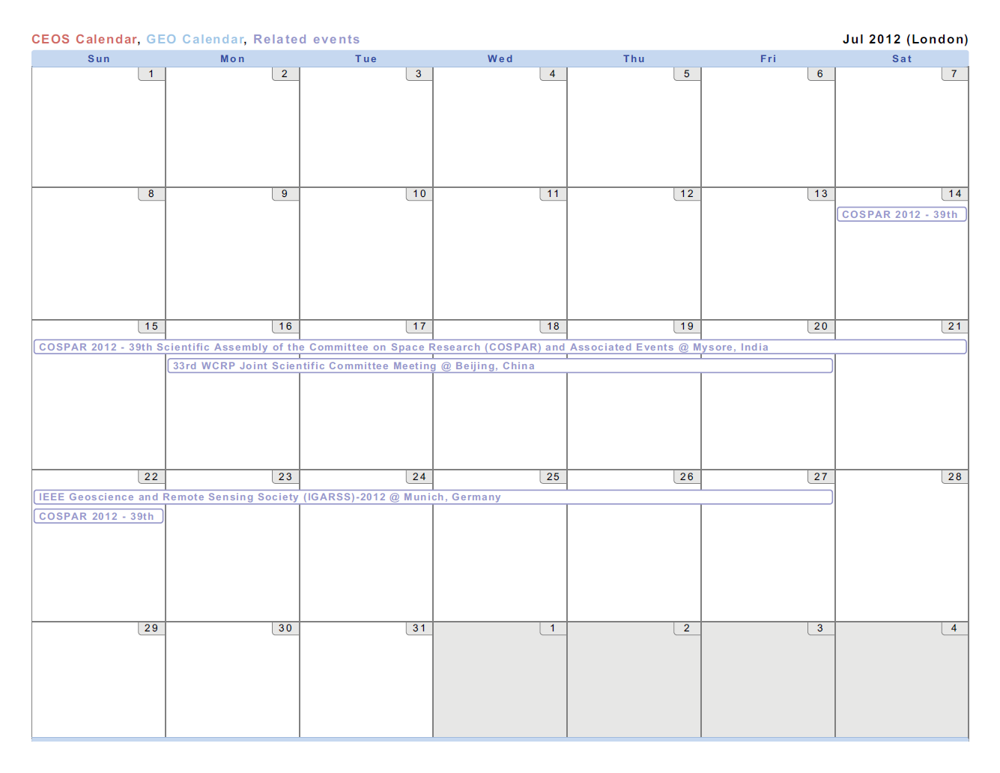 CEOS Calendar, GEO Calendar, Related events Jul 2012 (London)
Sun Mon Tue Wed Thu Fri Sat
1 2 3 4 5 6 7
8 9 10 11 12 13 14
COSPAR 2012 - 39th
15 16 17 18 19 20 21
COSPAR 2012 - 39th Scientific Assembly of the Committee on Space Research (COSPAR) and Associated Events @ Mysore, India
33rd WCRP Joint Scientific Committee Meeting @ Beijing, China
22 23 24 25 26 27 28
IEEE Geoscience and Remote Sensing Society (IGARSS)-2012 @ Munich, Germany
COSPAR 2012 - 39th
29 30 31 1 2 3 4